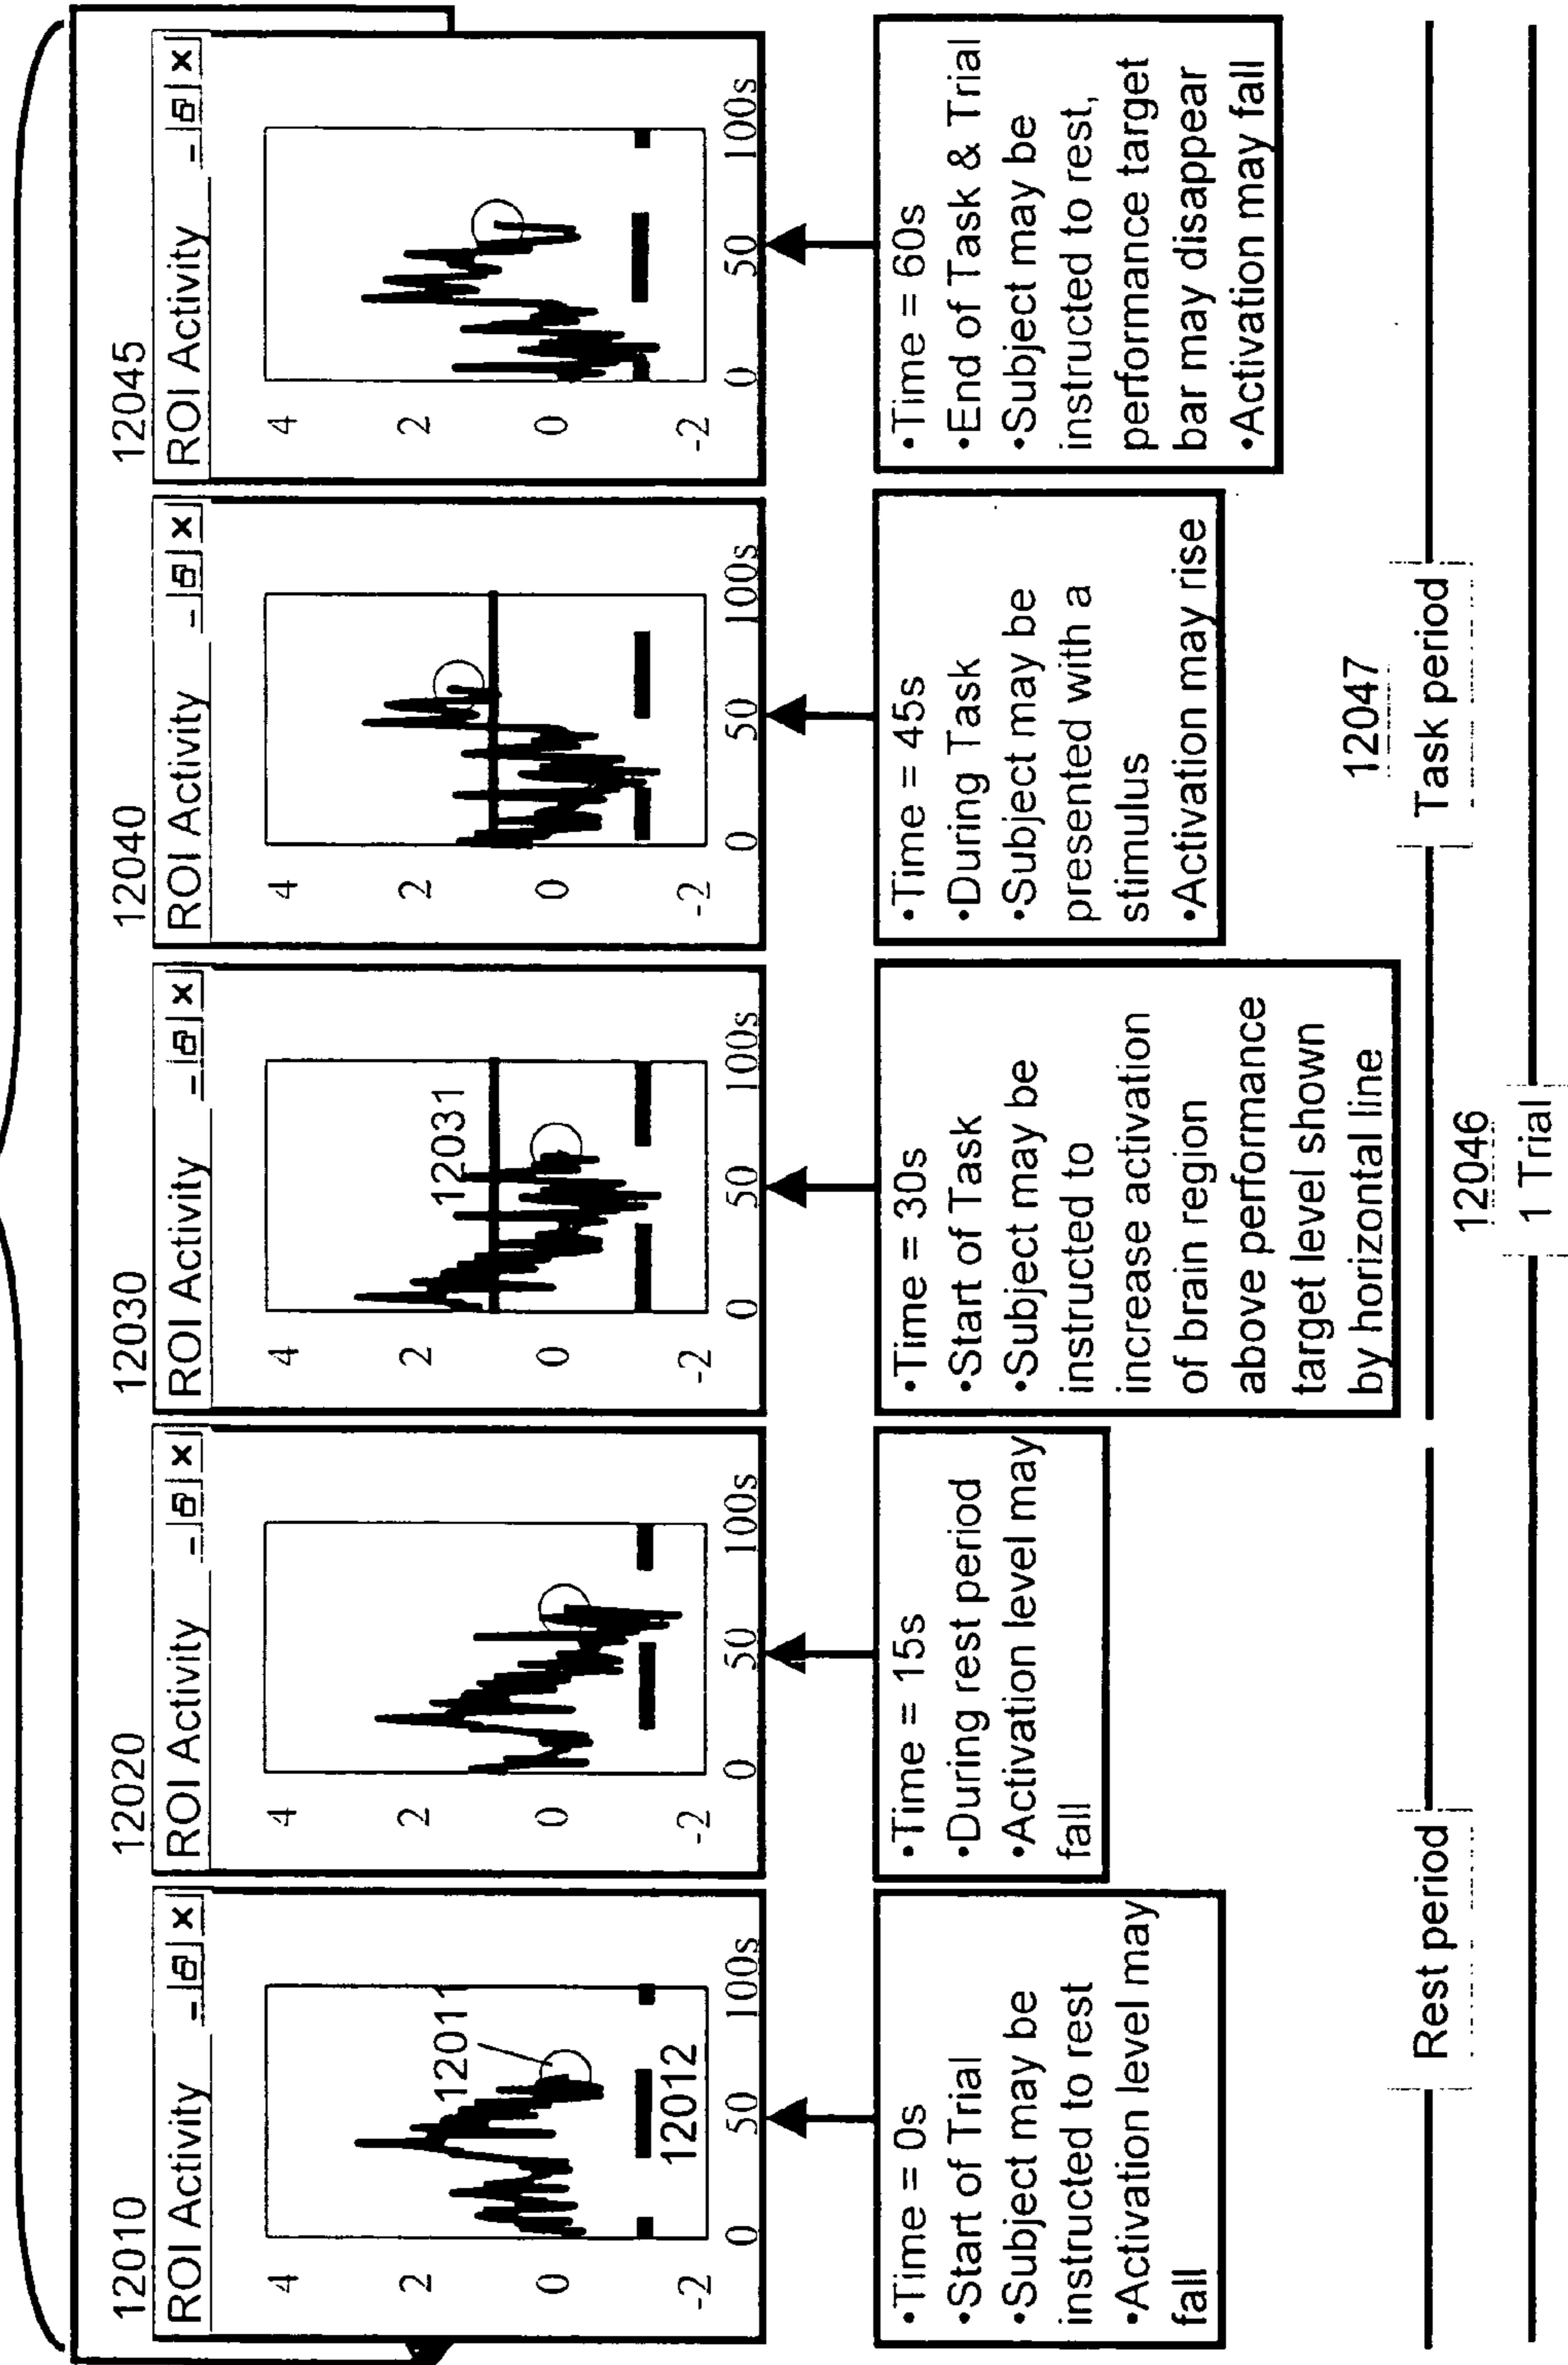 12010
ROI Activity
4
2
0
-2
12011
12012
0
50
100s
•Time = 0s
•Start of Trial
•Subject may be
instructed to rest
•Activation level may
fall
12020
ROI Activity
4
2
0
-2
0
50
100s
•Time = 15s
•During rest period
•Activation level may
fall
12030
ROI Activity
4
2
0
-2
12031
0
50
100s
•Time = 30s
•Start of Task
•Subject may be
instructed to
increase activation
of brain region
above performance
target level shown
by horizontal line
12040
ROI Activity
4
2
0
-2
0
50
100s
•Time = 45s
•During Task
•Subject may be
presented with a
stimulus
•Activation may rise
12045
ROI Activity
4
2
0
-2
0
50
100s
•Time = 60s
•End of Task & Trial
•Subject may be
instructed to rest,
performance target
bar may disappear
•Activation may fall
12047
Rest period
Task period
12046
1 Trial